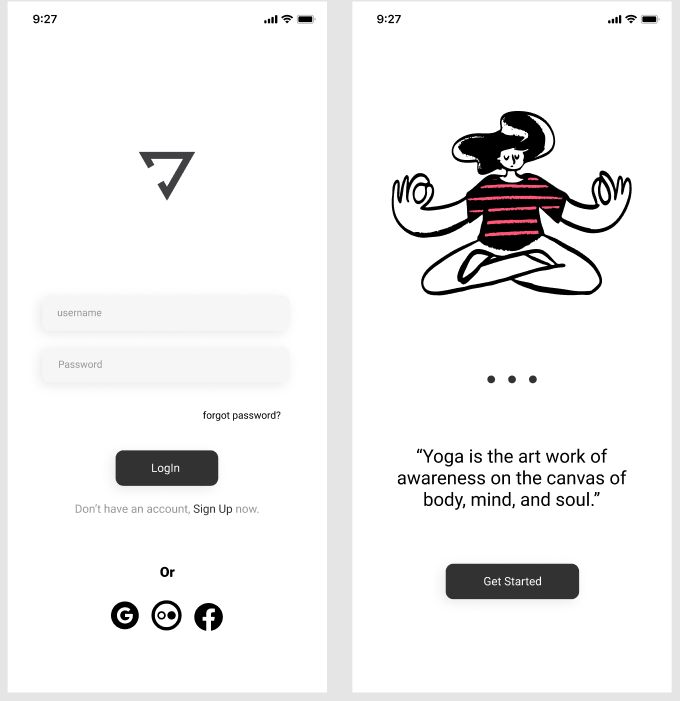 9:27
username
Password
forgot password?
LogIn
Don't have an account, Sign Up now.
Or
9:27
“Yoga is the art work of
awareness on the canvas of
body, mind, and soul.”
Get Started